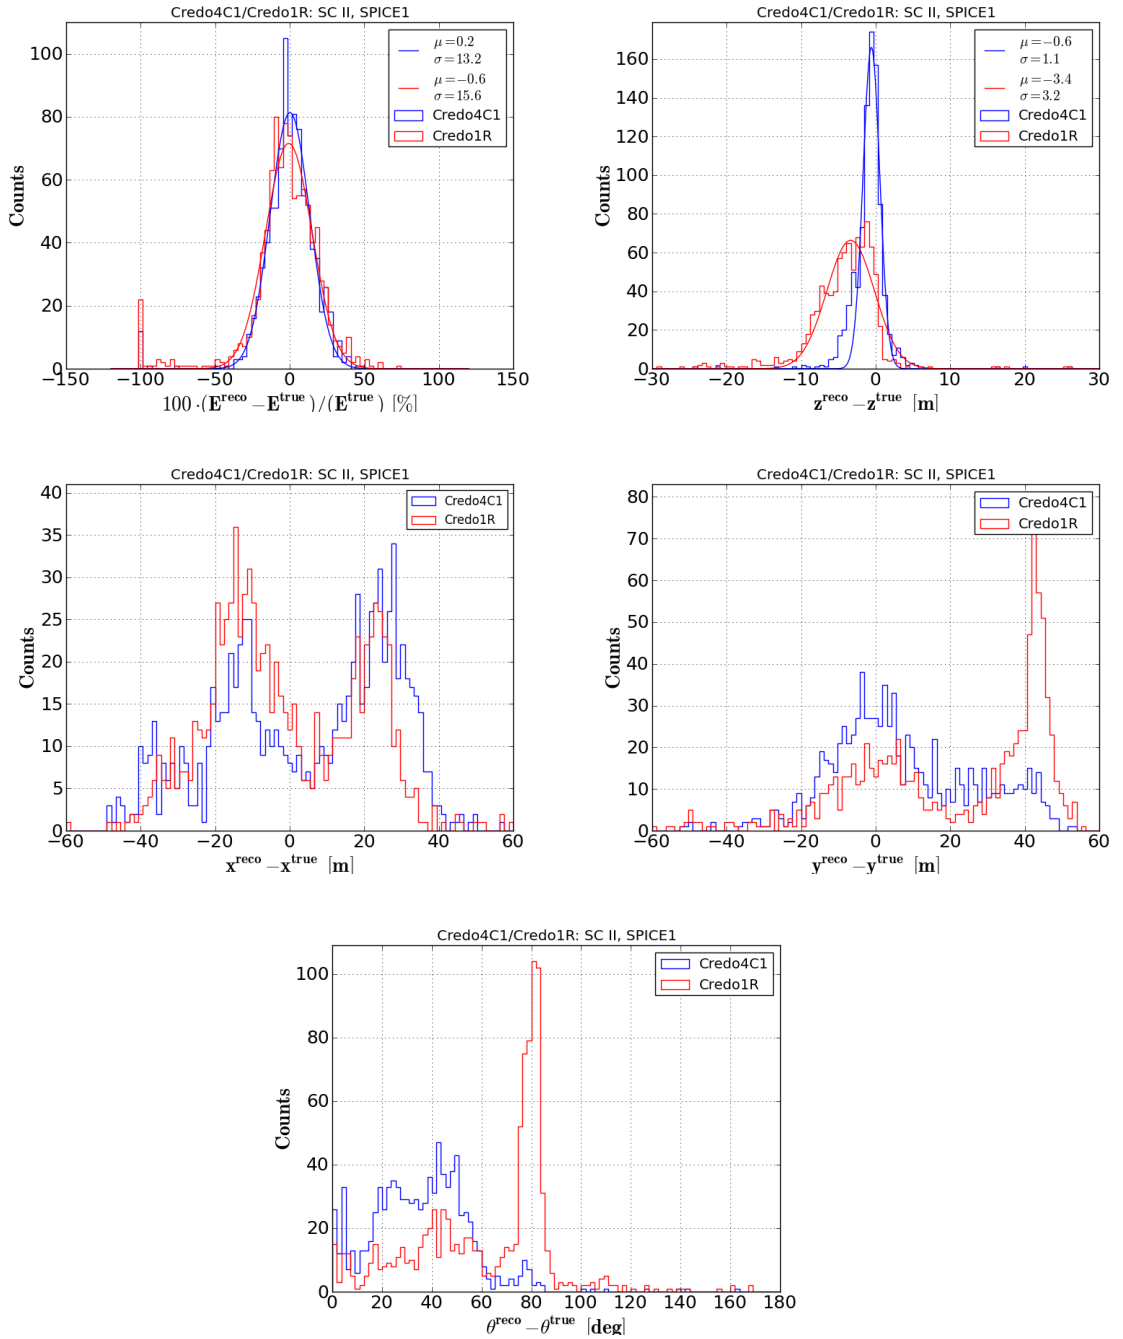 Credo4C1/Credo1R: SC II, SPICE1
μ=0.2
σ=13.2
μ=−0.6
σ=15.6
Credo4C1
Credo1R
Counts
100
80
60
40
20
0
−150 −100 −50 0 50 100 150
100·(E^reco −E^true)/(E^true) [%]
Credo4C1/Credo1R: SC II, SPICE1
μ=−0.6
σ=1.1
μ=−3.4
σ=3.2
Credo4C1
Credo1R
Counts
160
140
120
100
80
60
40
20
0
−30 −20 −10 0 10 20 30
z^reco −z^true [m]
Credo4C1/Credo1R: SC II, SPICE1
Credo4C1
Credo1R
Counts
40
35
30
25
20
15
10
5
0
−60 −40 −20 0 20 40 60
x^reco −x^true [m]
Credo4C1/Credo1R: SC II, SPICE1
Credo4C1
Credo1R
Counts
80
70
60
50
40
30
20
10
0
−60 −40 −20 0 20 40 60
y^reco −y^true [m]
Credo4C1/Credo1R: SC II, SPICE1
Credo4C1
Credo1R
Counts
100
80
60
40
20
0
0 20 40 60 80 100 120 140 160 180
θ^reco −θ^true [deg]